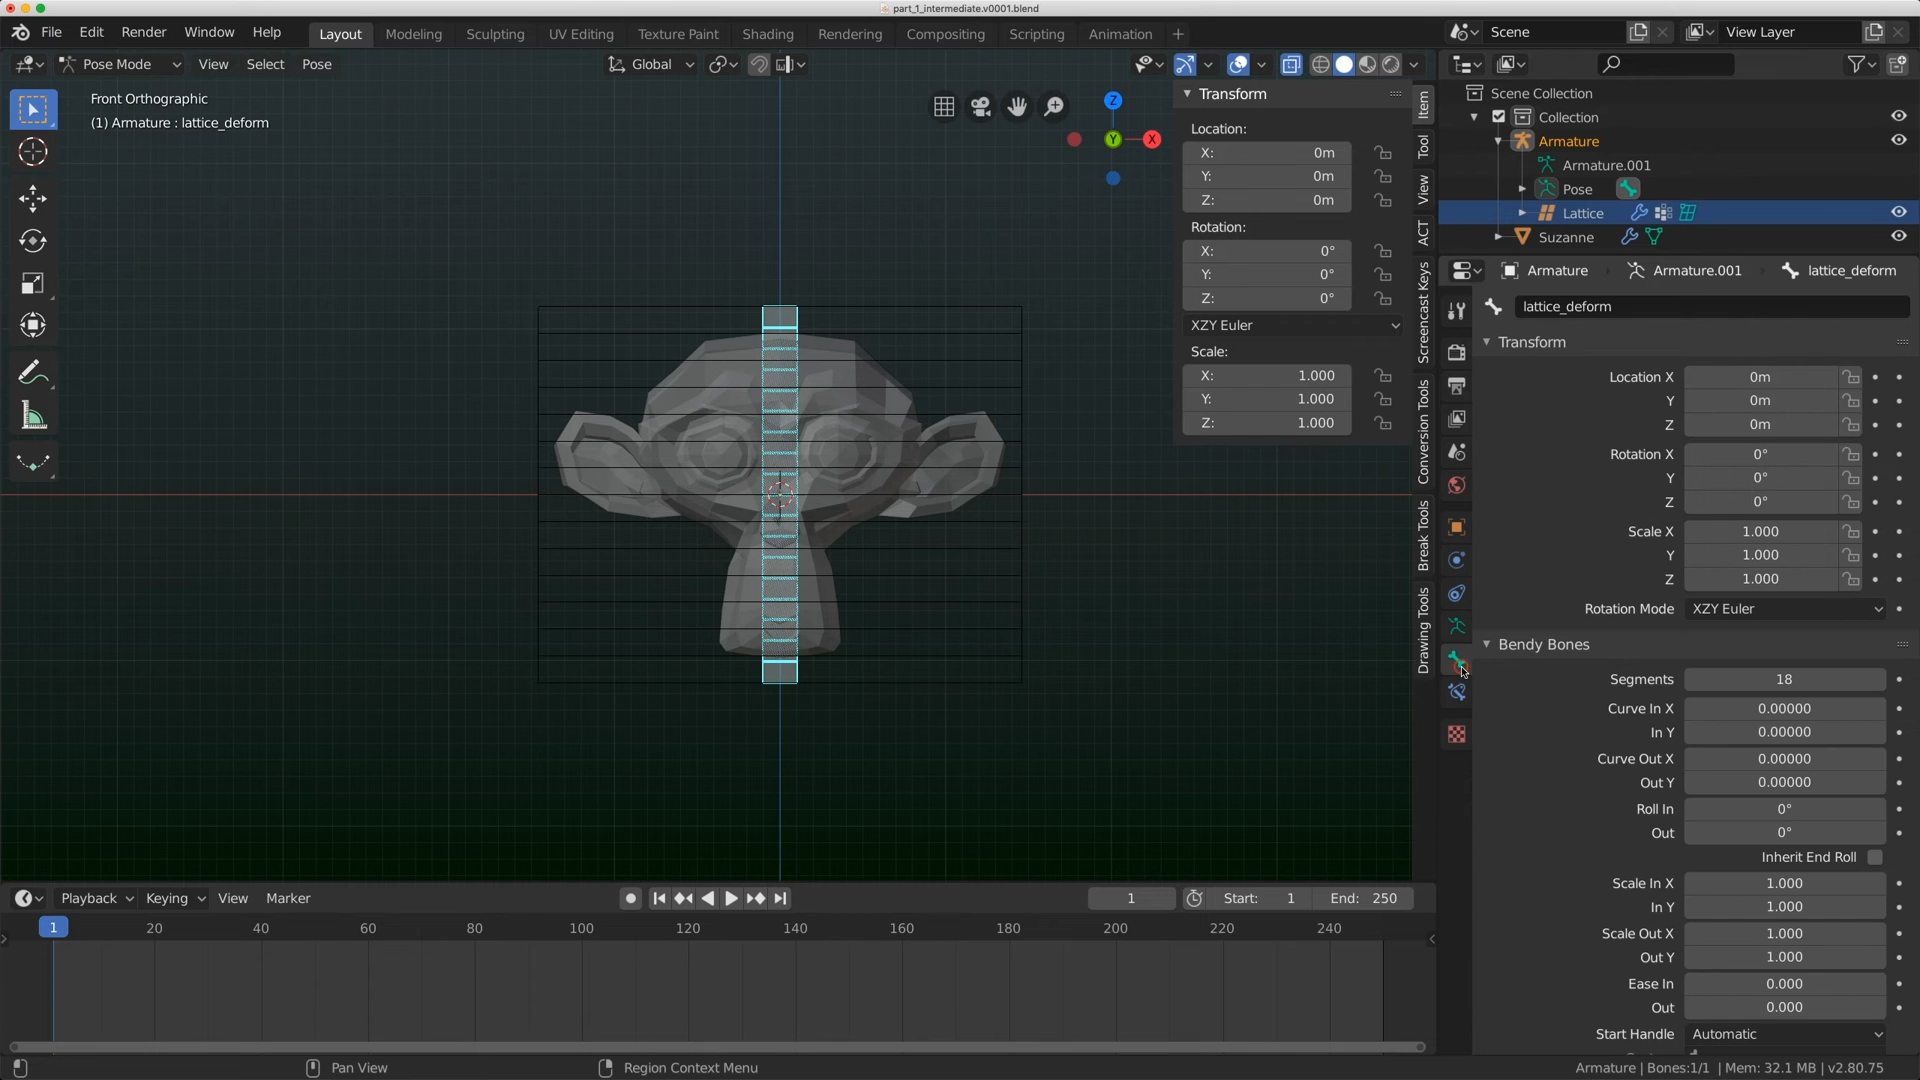 part_1_intermediate.v0001.blend
File Edit Render Window Help Layout Modeling Sculpting UV Editing Texture Paint Shading Rendering Compositing Scripting Animation + Scene View Layer
Pose Mode View Select Pose Global
Front Orthographic
(1) Armature : lattice_deform
Z
Y
X
Transform
Location:
X: 0m
Y: 0m
Z: 0m
Rotation:
X: 0°
Y: 0°
Z: 0°
XZY Euler
Scale:
X: 1.000
Y: 1.000
Z: 1.000
Item
Tool
View
ACT
Screencast Keys
Conversion Tools
Break Tools
Drawing Tools
Scene Collection
Collection
Armature
Armature.001
Pose
Lattice
Suzanne
Armature Armature.001 lattice_deform
lattice_deform
Transform
Location X 0m
Y 0m
Z 0m
Rotation X 0°
Y 0°
Z 0°
Scale X 1.000
Y 1.000
Z 1.000
Rotation Mode XZY Euler
Bendy Bones
Segments 18
Curve In X 0.00000
In Y 0.00000
Curve Out X 0.00000
Out Y 0.00000
Roll In 0°
Out 0°
Inherit End Roll
Scale In X 1.000
In Y 1.000
Scale Out X 1.000
Out Y 1.000
Ease In 0.000
Out 0.000
Start Handle Automatic
Playback Keying View Marker 1 Start: 1 End: 250
1 20 40 60 80 100 120 140 160 180 200 220 240
Pan View Region Context Menu Armature | Bones:1/1 | Mem: 32.1 MB | v2.80.75